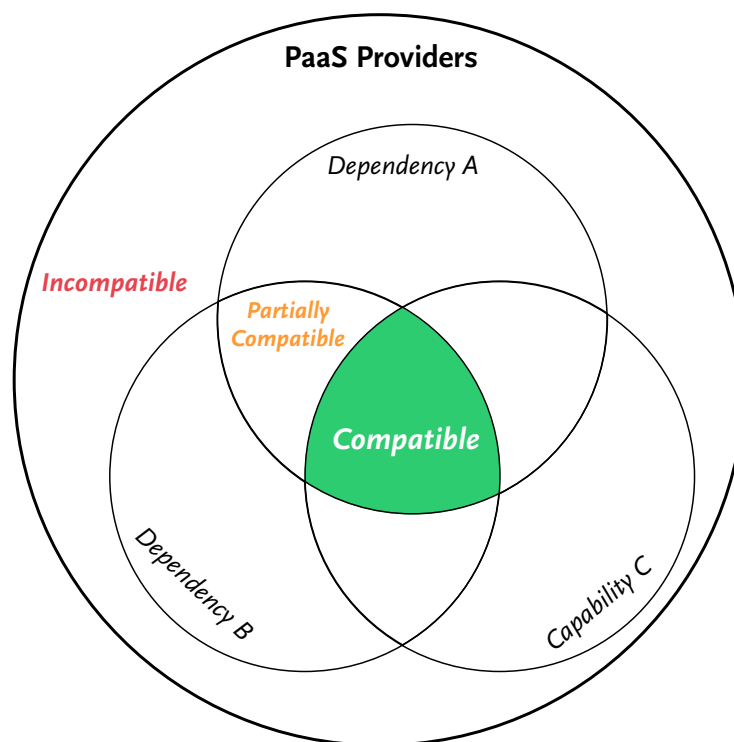 PaaS Providers
Dependency A
Incompatible
Partially
Compatible
Compatible
Dependency B
Capability C